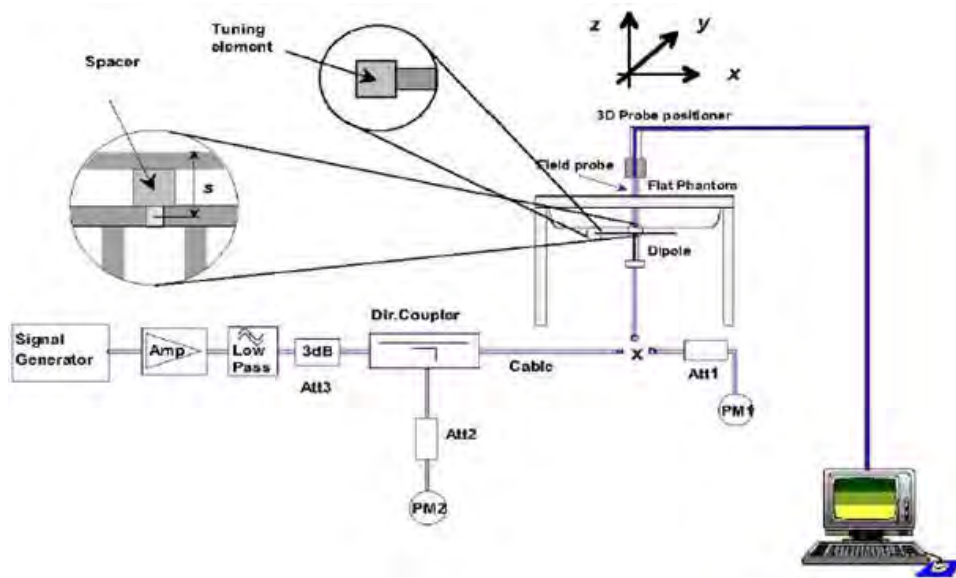 Tuning
element
Spacer
s
z
y
x
3D Probe positioner
Field probe
Flat Phantom
Dipole
Signal
Generator
Amp
Low
Pass
3dB
Att3
Dir.Coupler
Cable
x
Att1
PM1
Att2
PM2